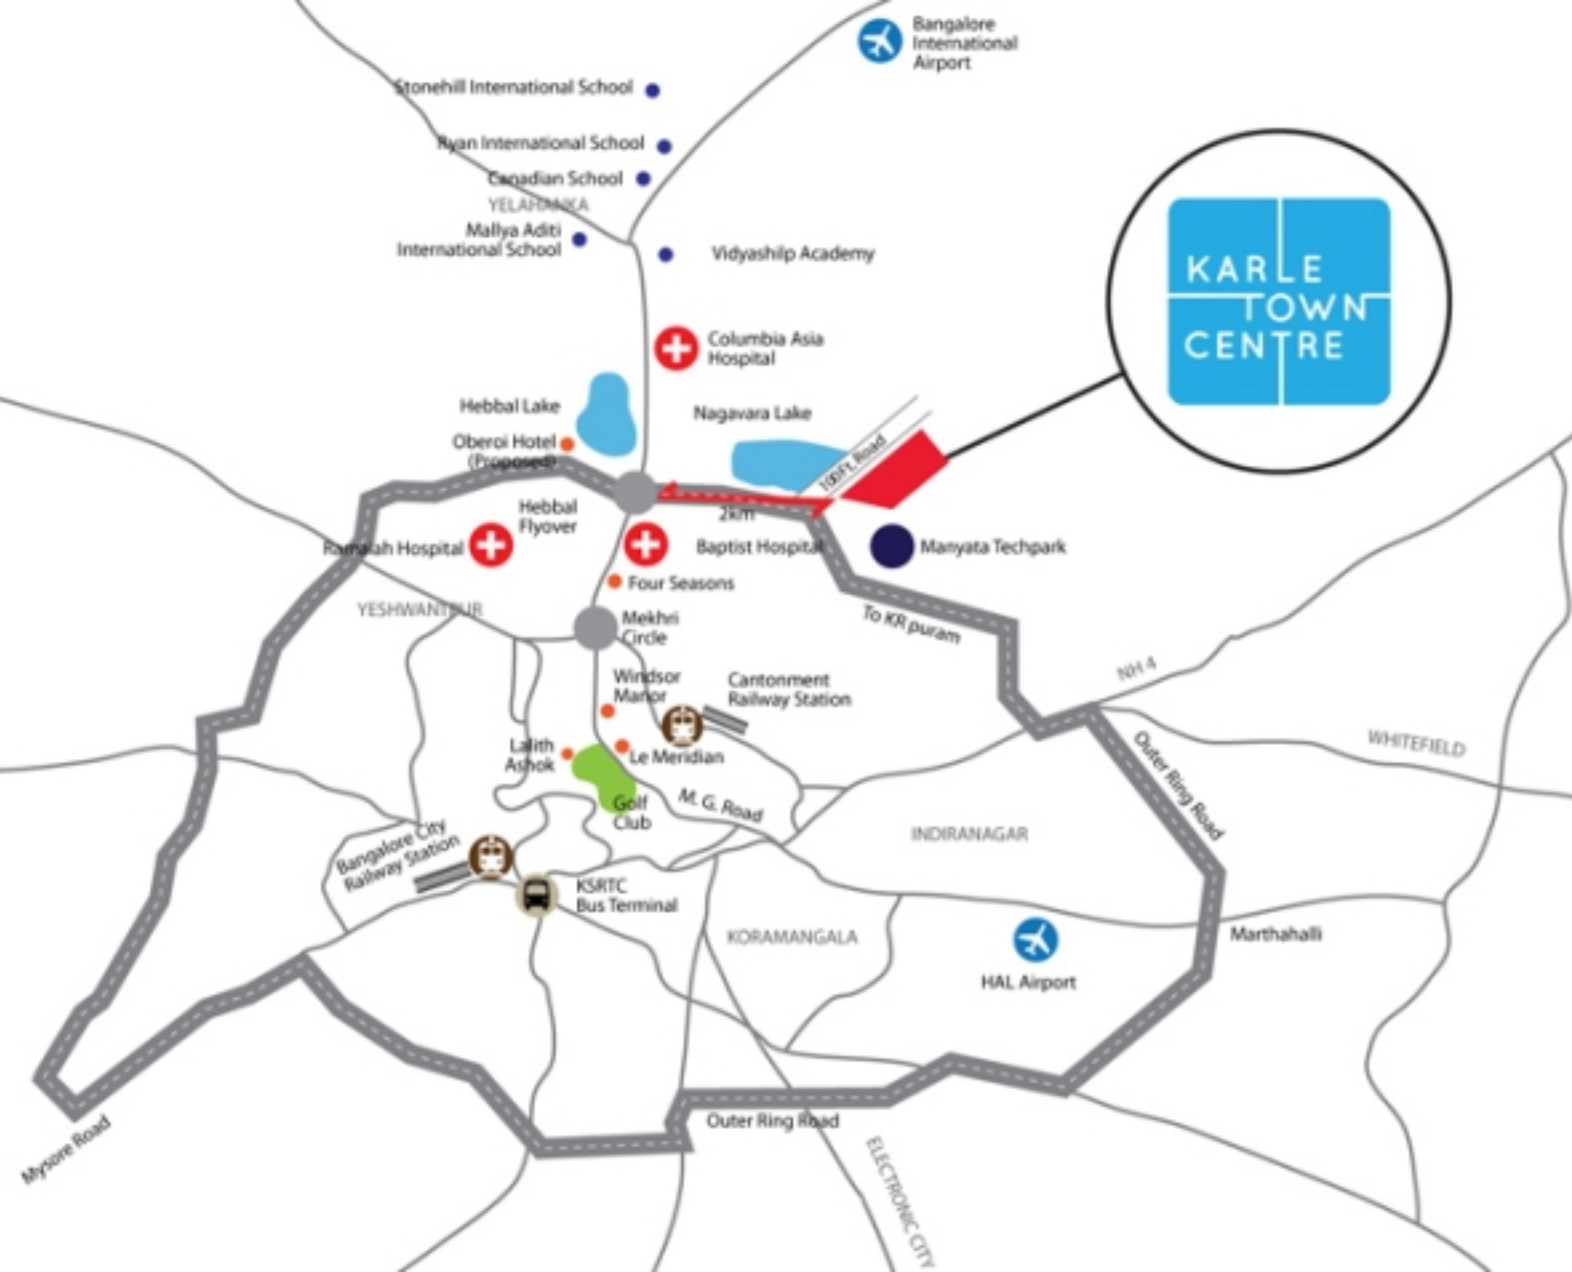 Bangalore
International
Airport
Stonehill International School
Ryan International School
Canadian School
YELAHANKA
Mallya Aditi
International School
Vidyashilp Academy
KARLE
TOWN
CENTRE
Columbia Asia
Hospital
Hebbal Lake
Nagavara Lake
Oberoi Hotel
(Proposed)
100Ft. Road
2km
Hebbal
Flyover
Ramaiah Hospital
Baptist Hospital
Manyata Techpark
Four Seasons
YESHWANTPUR
Mekhri
Circle
To KR puram
NH 4
Windsor
Manor
Cantonment
Railway Station
WHITEFIELD
Lalith
Ashok
Le Meridian
Outer Ring Road
M. G. Road
Golf
Club
INDIRANAGAR
Bangalore City
Railway Station
KSRTC
Bus Terminal
KORAMANGALA
Marthahalli
HAL Airport
Outer Ring Road
Mysore Road
ELECTRONIC CITY